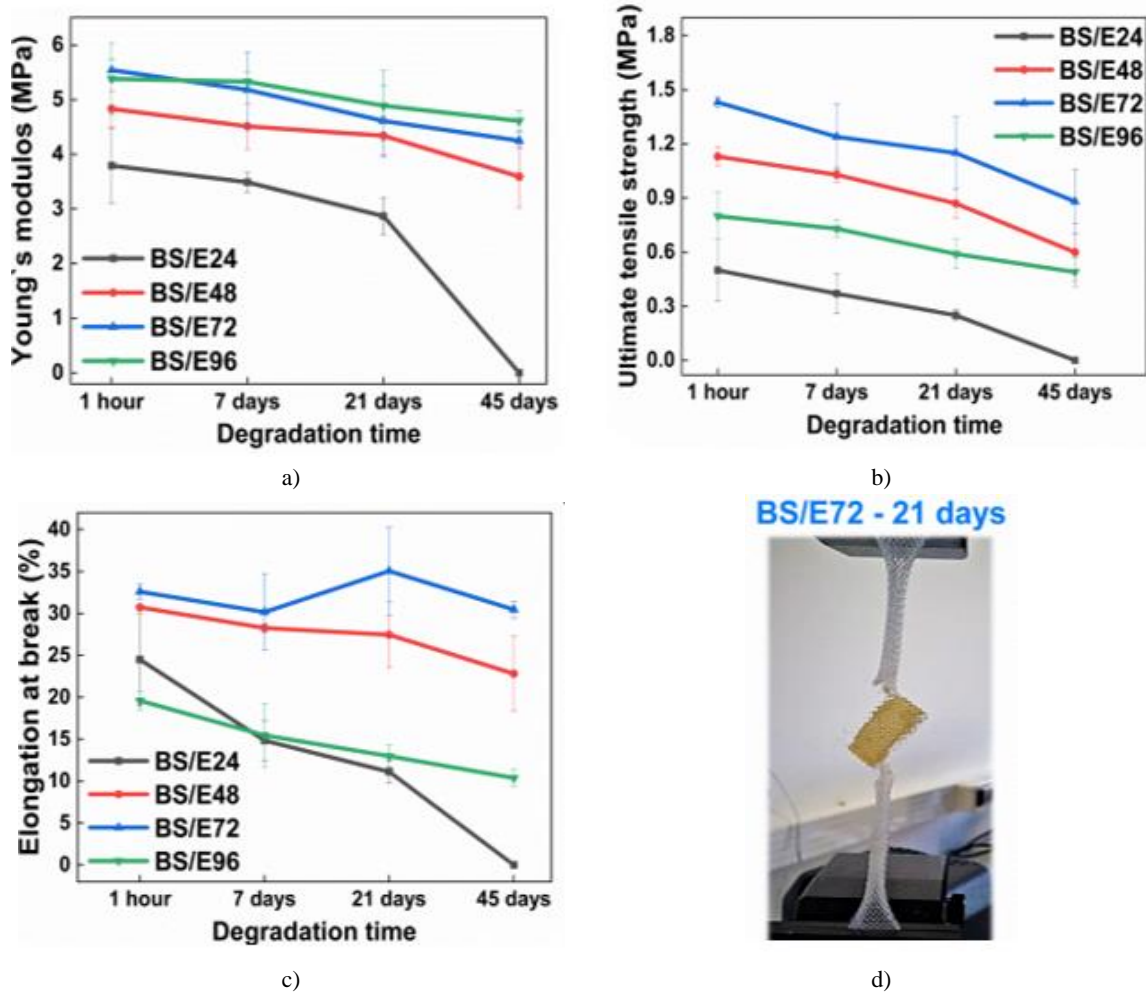 Young`s modulos (MPa)
6
5
4
3
2
1
0
BS/E24
BS/E48
BS/E72
BS/E96
1 hour 7 days 21 days 45 days
Degradation time
a)
Ultimate tensile strength (MPa)
1.8
1.5
1.2
0.9
0.6
0.3
0.0
BS/E24
BS/E48
BS/E72
BS/E96
1 hour 7 days 21 days 45 days
Degradation time
b)
Elongation at break (%)
40
35
30
25
20
15
10
5
0
BS/E24
BS/E48
BS/E72
BS/E96
1 hour 7 days 21 days 45 days
Degradation time
c)
BS/E72 - 21 days
d)